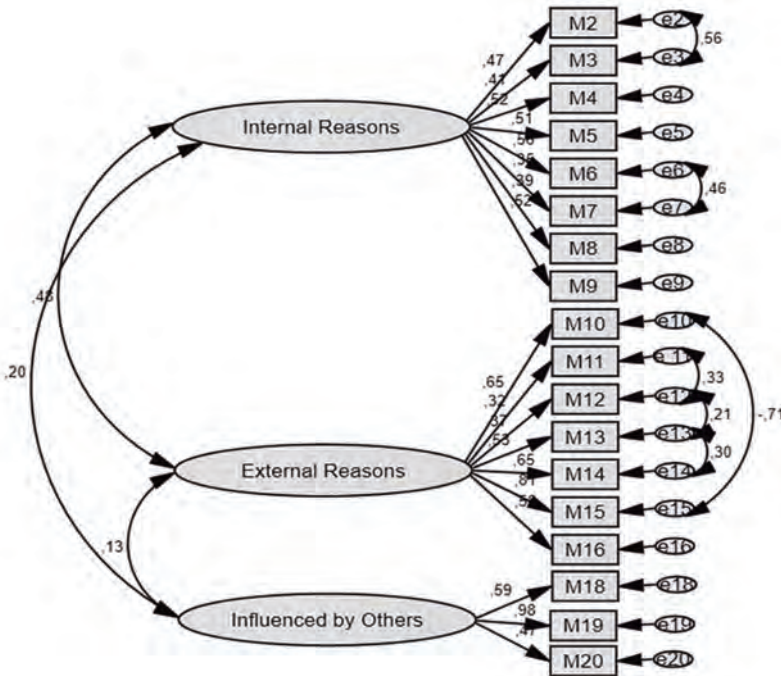 M2
e2
,56
,47
M3
e3
,41
M4
e4
,52
Internal Reasons
M5
e5
,51
,56
M6
e6
,35
,46
M7
e7
,39
,52
M8
e8
M9
e9
M10
e10
M11
e 11
,33
,20
,65
M12
e12
,32
,21
-,71
,37
M13
e13
,53
,30
External Reasons
,65
M14
e14
,81
M15
e15
M16
e16
,13
,59
M18
e18
Influenced by Others
,98
M19
e19
,47
M20
e20